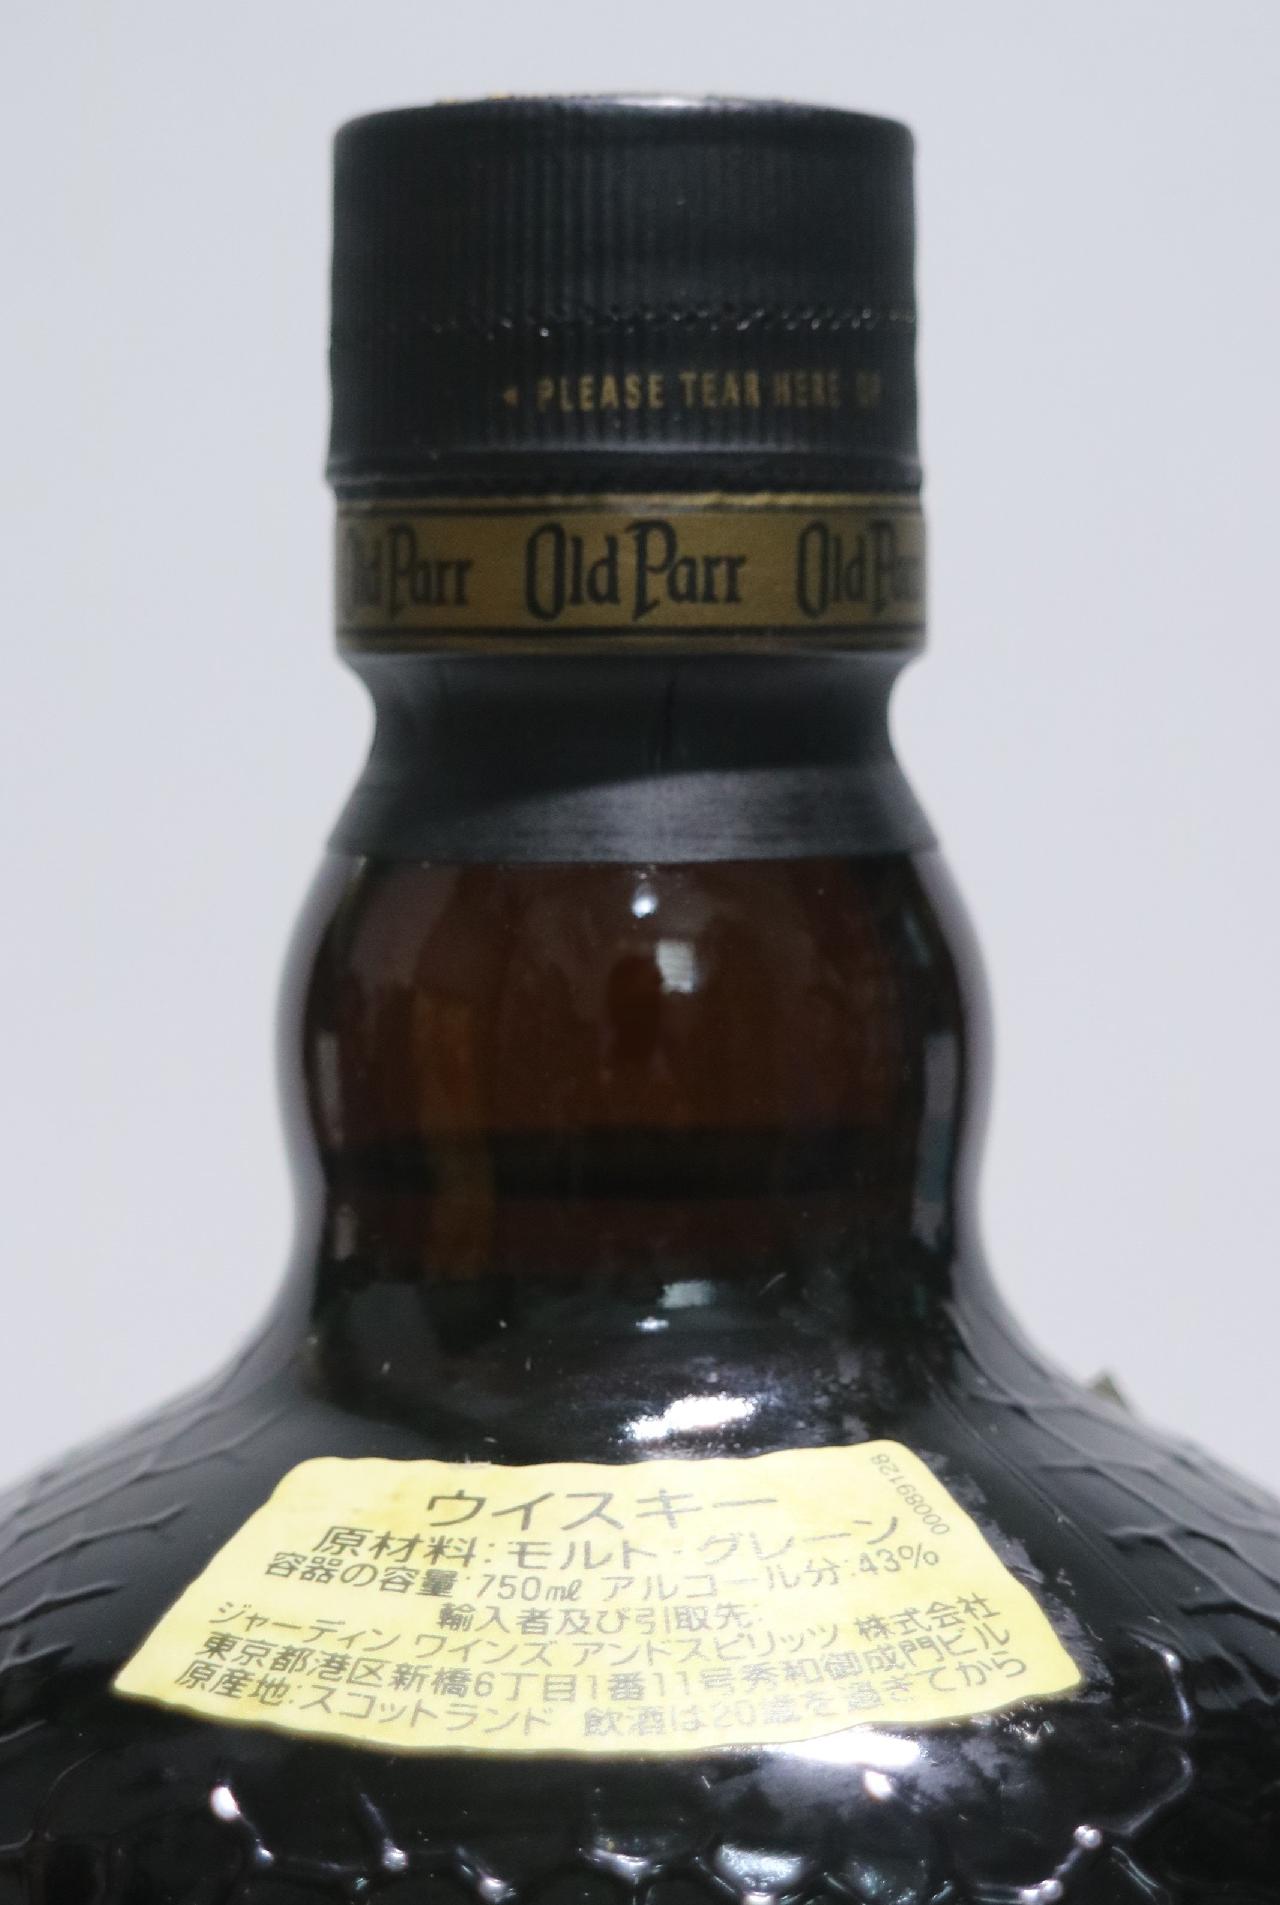 ◄ PLEASE TEAR HERE
Old Parr Old Parr Old Parr
00089128
ウイスキー
原材料:モルト・グレーン
容器の容量:750mℓ アルコール分:43%
輸入者及び引取先:
ジャーディン ワインズ アンドスピリッツ 株式会社
東京都港区新橋6丁目1番11号秀和御成門ビル
原産地:スコットランド 飲酒は20歳を過ぎてから